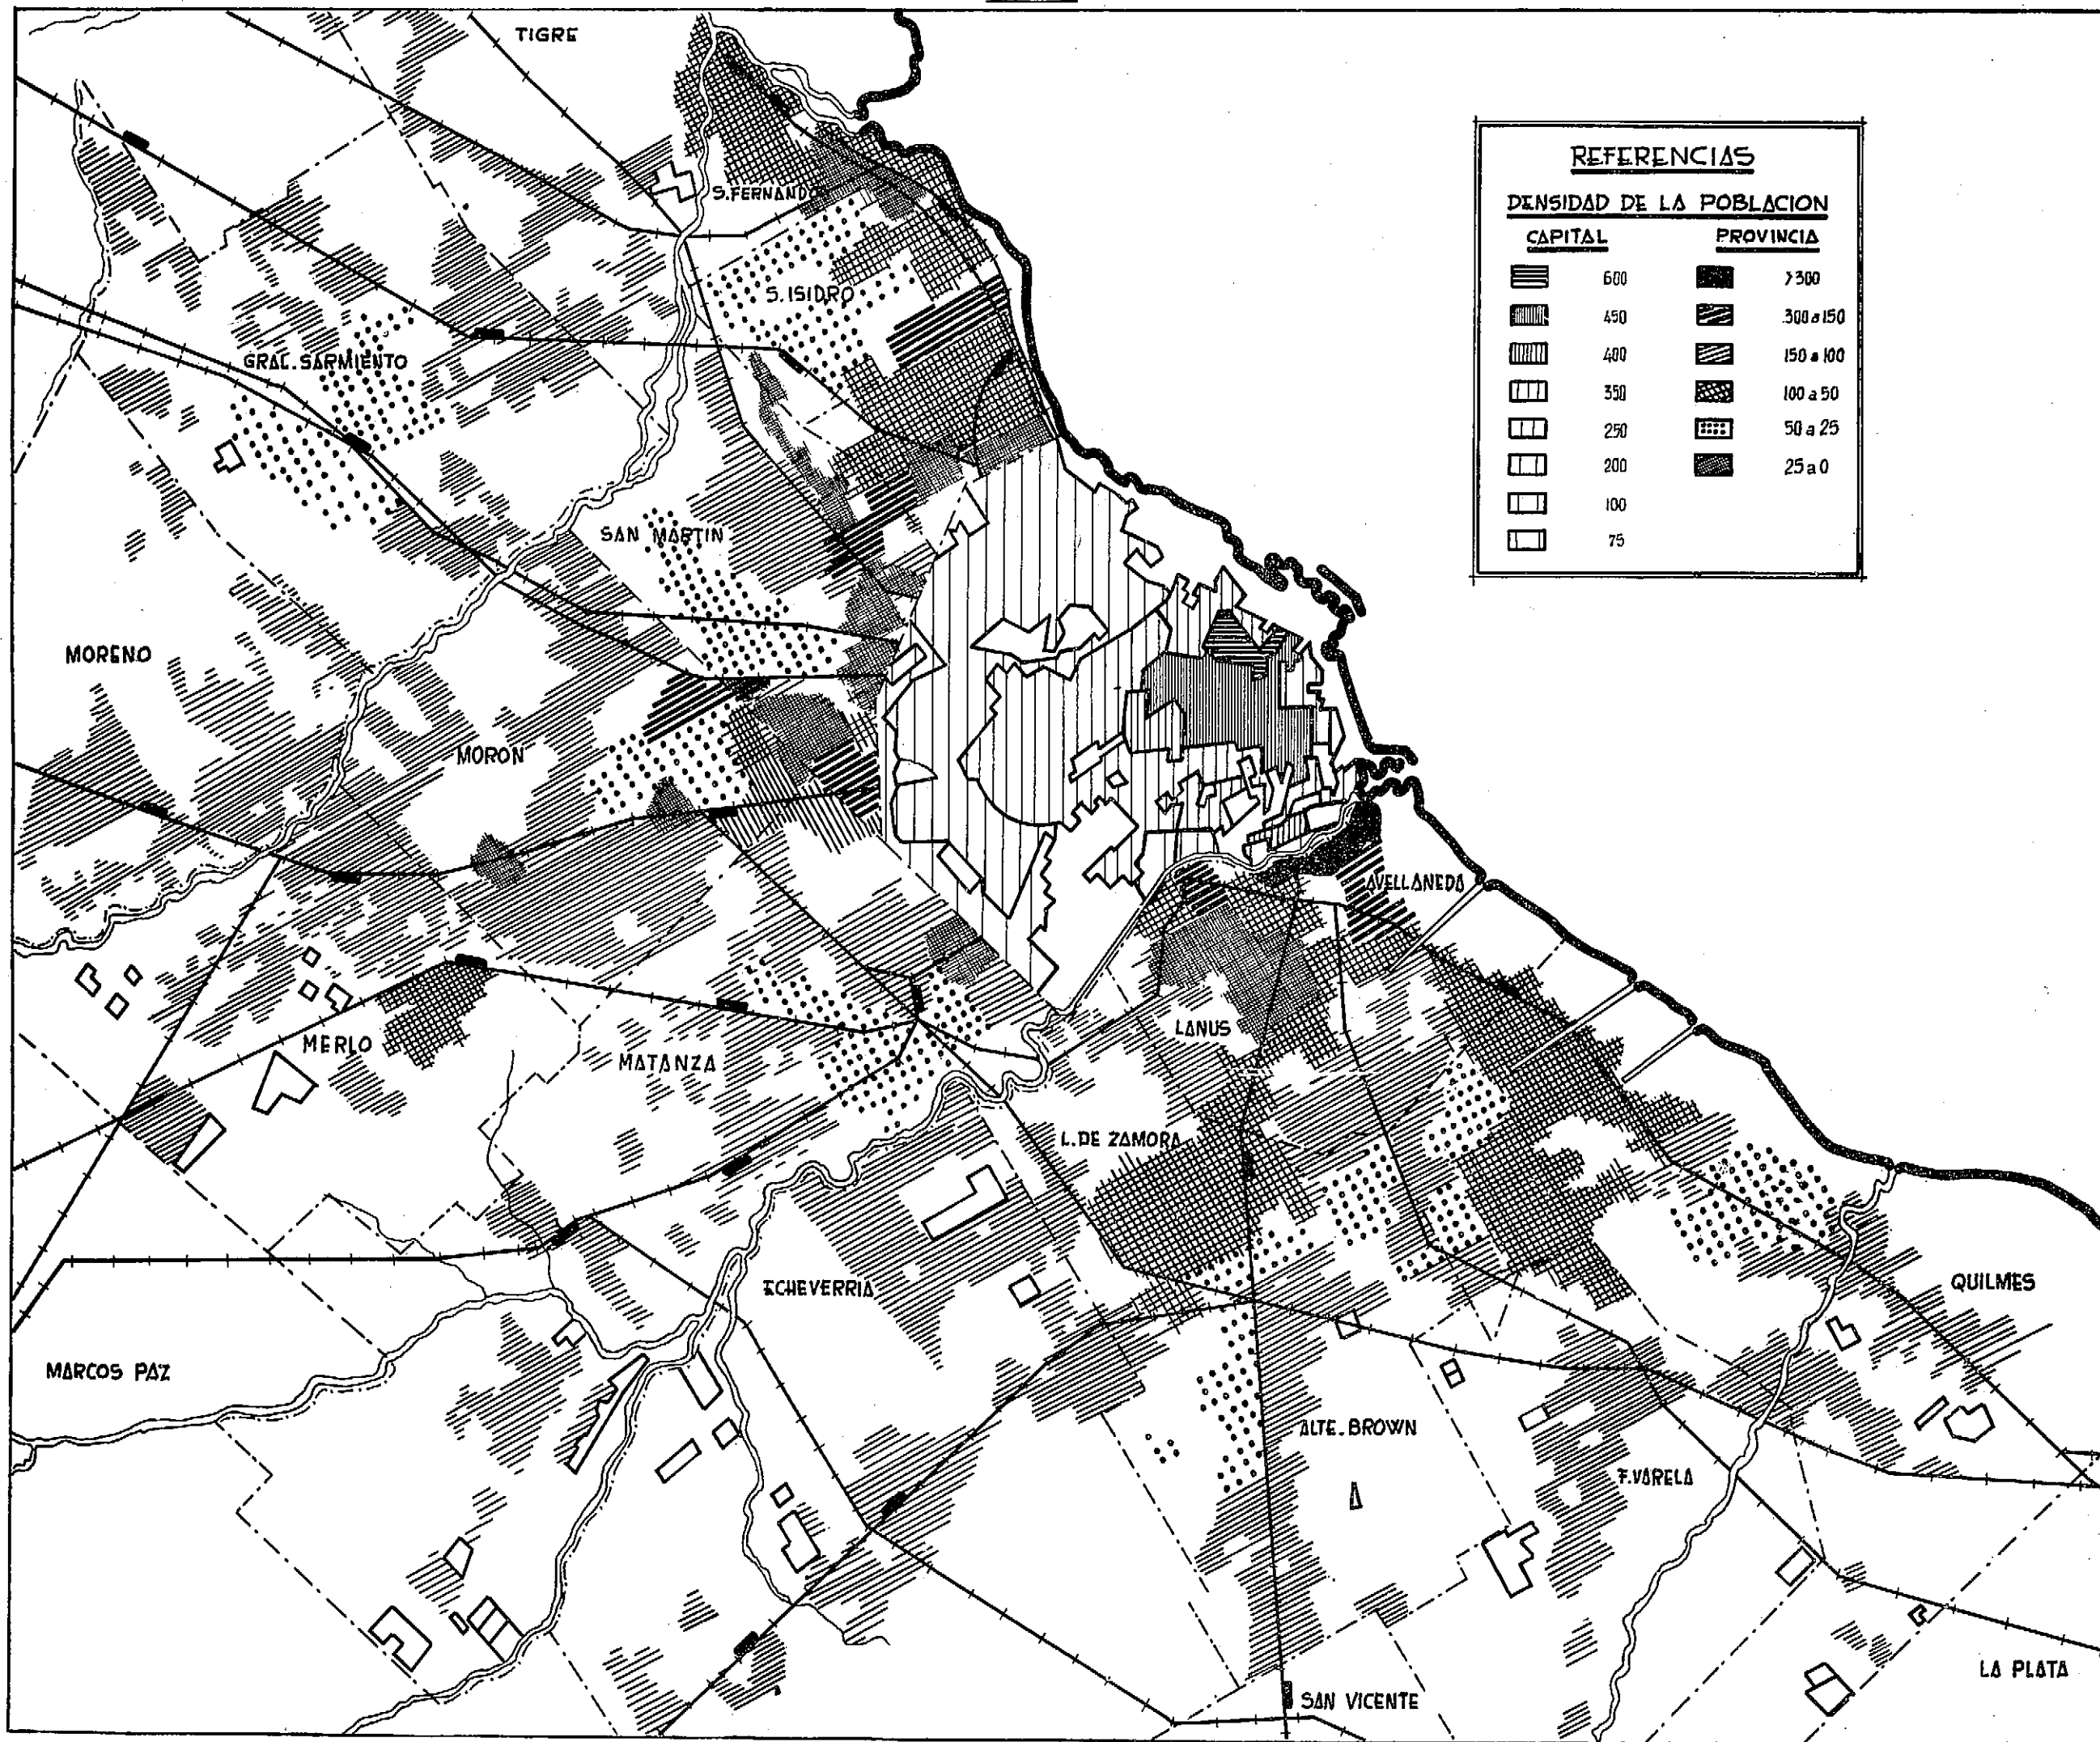 TIGRE
S. FERNANDO
S. ISIDRO
GRAL. SARMIENTO
SAN MARTIN
MORENO
MORON
AVELLANEDA
LANUS
MERLO
MATANZA
L. DE ZAMORA
ECHEVERRIA
QUILMES
MARCOS PAZ
ALTE. BROWN
F. VARELA
LA PLATA
SAN VICENTE
REFERENCIAS
DENSIDAD DE LA POBLACION
CAPITAL PROVINCIA
600 >300
450 300 a 150
400 150 a 100
350 100 a 50
250 50 a 25
200 25 a 0
100
75